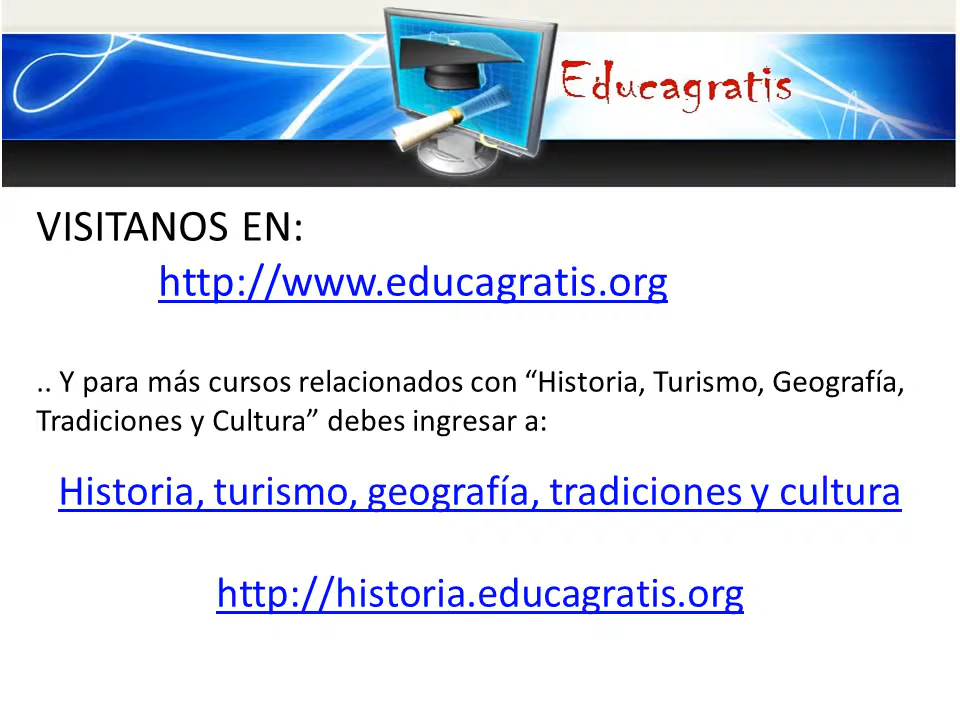 Educagratis
VISITANOS EN:
http://www.educagratis.org
.. Y para más cursos relacionados con “Historia, Turismo, Geografía,
Tradiciones y Cultura” debes ingresar a:
Historia, turismo, geografía, tradiciones y cultura
http://historia.educagratis.org